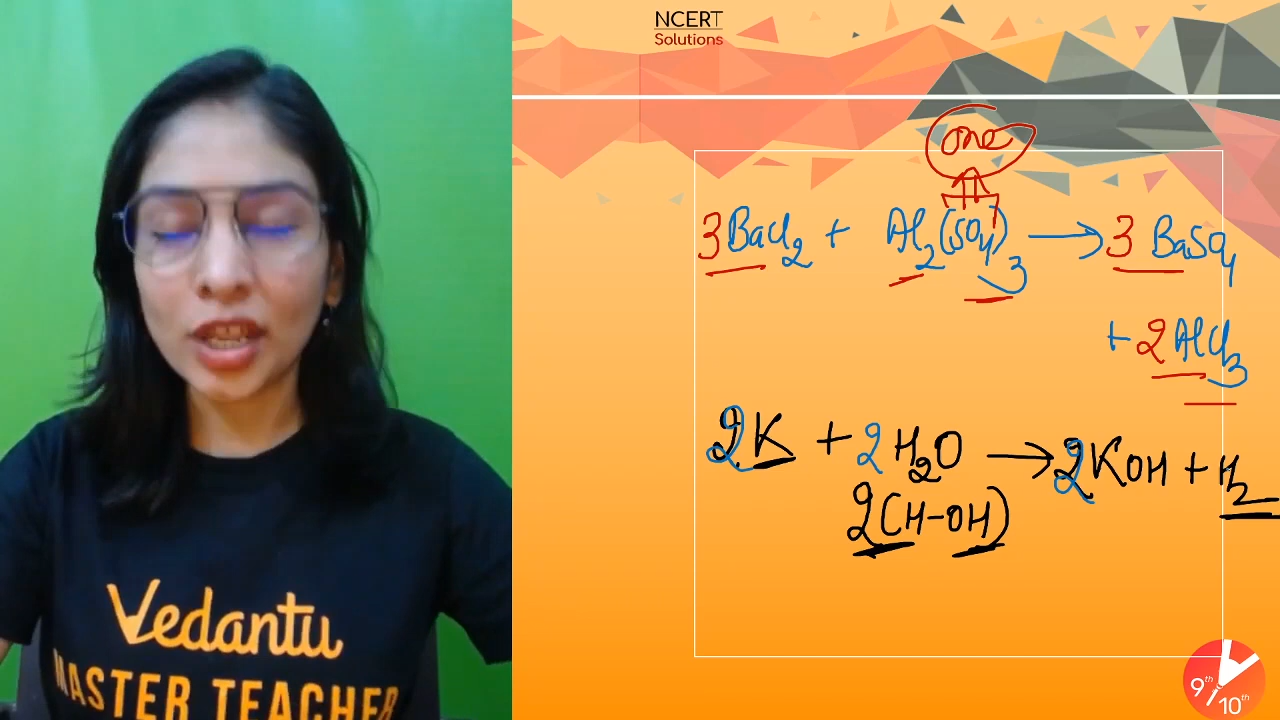 NCERT
Solutions
one
3BaCl2 + Al2(SO4)3 → 3 BaSO4
+ 2AlCl3
2K + 2H2O → 2KOH + H2
2(H-OH)
Vedantu
MASTER TEACHER
9th
10th